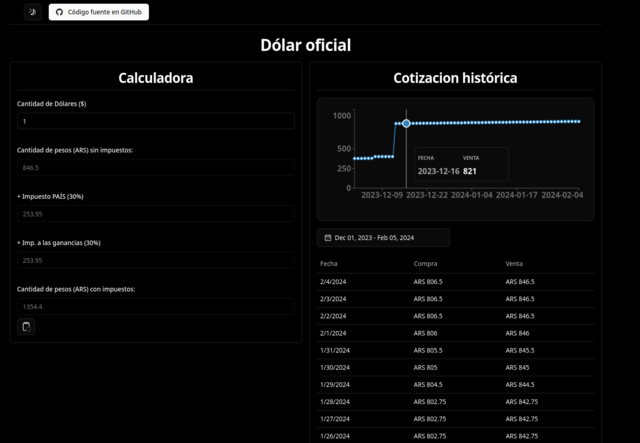 Código fuente en GitHub
Dólar oficial
Calculadora
Cantidad de Dólares ($)
1
Cantidad de pesos (ARS) sin impuestos:
846.5
+ Impuesto PAÍS (30%)
253.95
+ Imp. a las ganancias (30%)
253.95
Cantidad de pesos (ARS) con impuestos:
1354.4
Cotizacion histórica
1000
500
250
0
FECHA VENTA
2023-12-16 821
2023-12-09 2023-12-22 2024-01-04 2024-01-17 2024-02-04
Dec 01, 2023 - Feb 05, 2024
Fecha Compra Venta
2/4/2024 ARS 806.5 ARS 846.5
2/3/2024 ARS 806.5 ARS 846.5
2/2/2024 ARS 806.5 ARS 846.5
2/1/2024 ARS 806 ARS 846
1/31/2024 ARS 805.5 ARS 845.5
1/30/2024 ARS 805 ARS 845
1/29/2024 ARS 804.5 ARS 844.5
1/28/2024 ARS 802.75 ARS 842.75
1/27/2024 ARS 802.75 ARS 842.75
1/26/2024 ARS 802.75 ARS 842.75